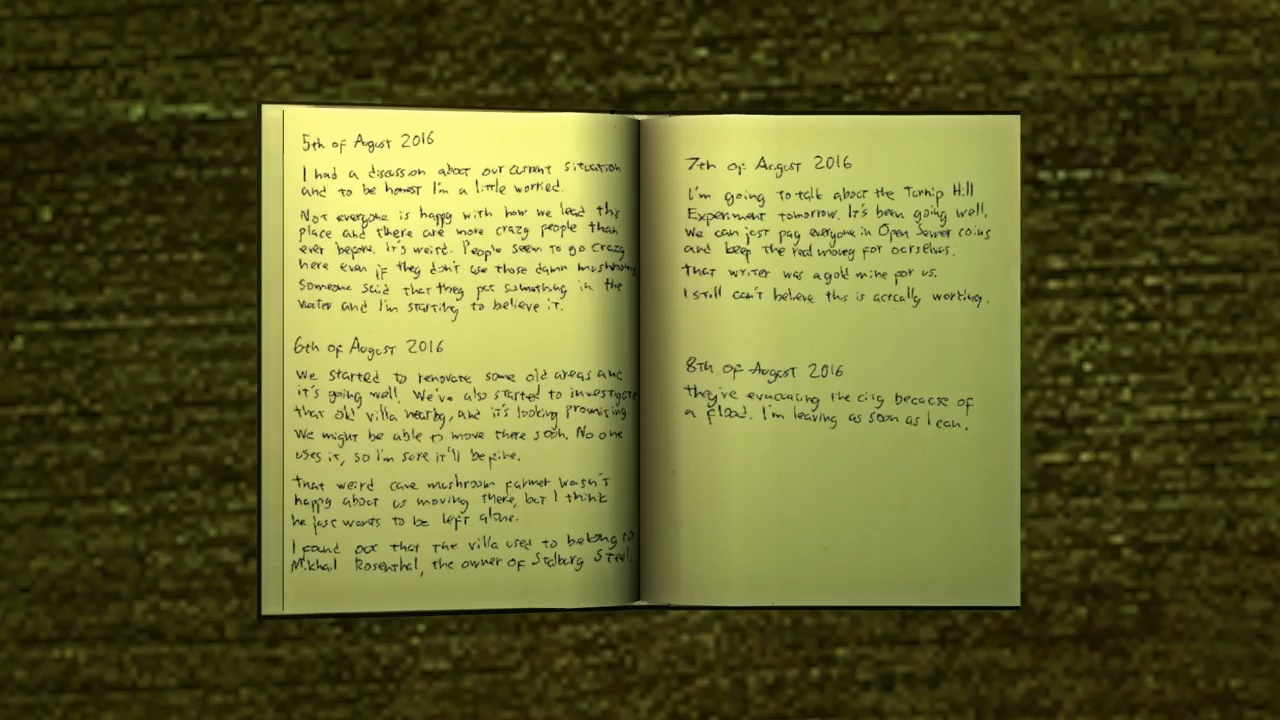 5th of August 2016
I had a discussion about our current situation
and to be honest I'm a little worried.
Not everyone is happy with how we lead this
place and there are more crazy people than
ever before. It's weird. People seem to go crazy
here even if they don't use those damn mushrooms
Someone said that they put something in the
water and I'm starting to believe it.
6th of August 2016
We started to renovate some old areas and
it's going well. We've also started to investigate
that old villa nearby, and it's looking promising.
We might be able to move there soon. No one
uses it, so I'm sure it'll be fine.
That weird cave mushroom farmer wasn't
happy about us moving there, but I think
he just wants to be left alone.
I found out that the villa used to belong to
Mikhail Rosenthal, the owner of Stalburg Steel.
7th of August 2016
I'm going to talk about the Turnip Hill
Experiment tomorrow. It's been going well,
we can just pay everyone in Open Sewer coins
and keep the real money for ourselves.
That writer was a gold mine for us.
I still can't believe this is actually working.
8th of August 2016
They're evacuating the city because of
a flood. I'm leaving as soon as I can.